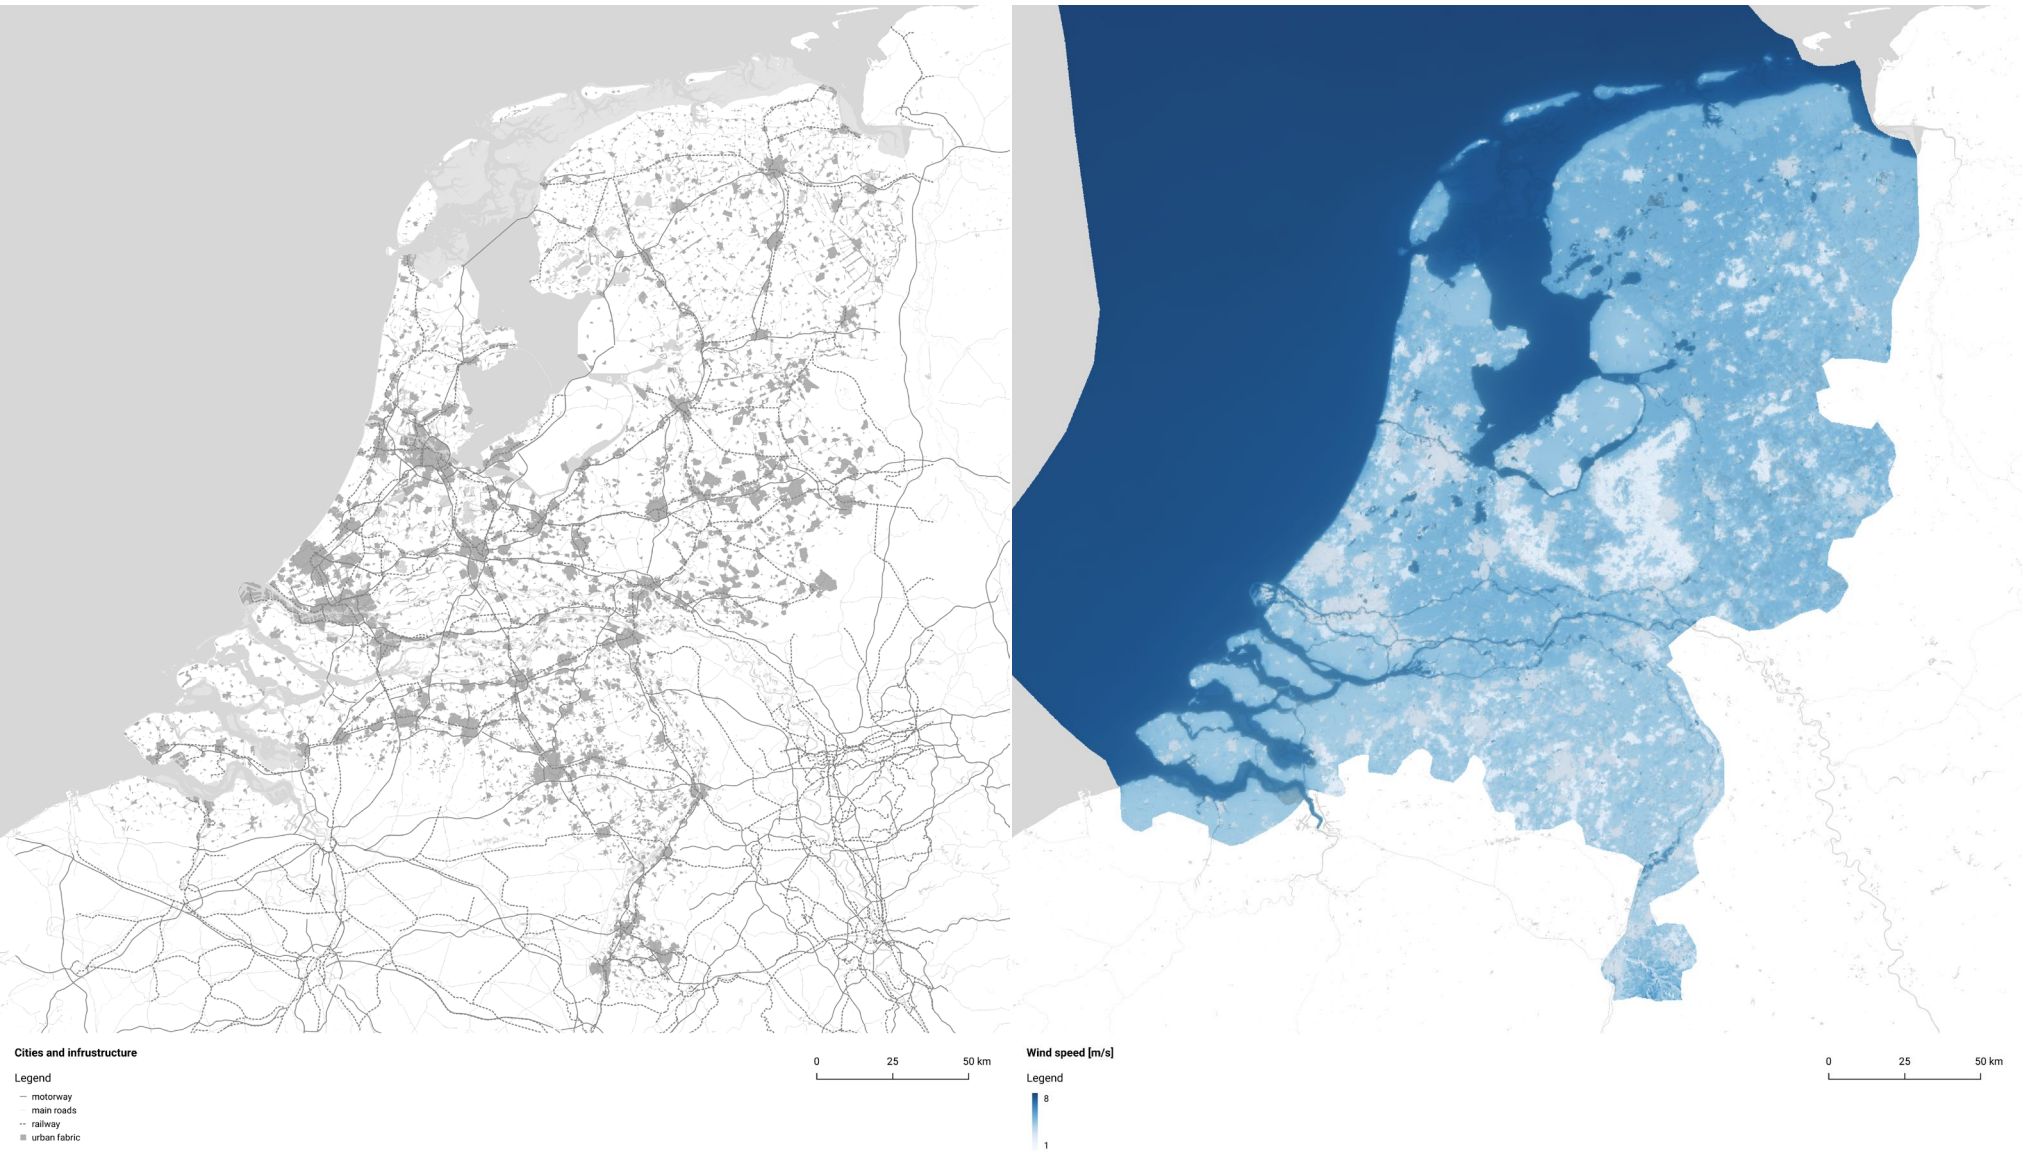 Cities and infrustructure
Legend
motorway
main roads
railway
urban fabric
0 25 50 km
Wind speed [m/s]
Legend
8
1
0 25 50 km